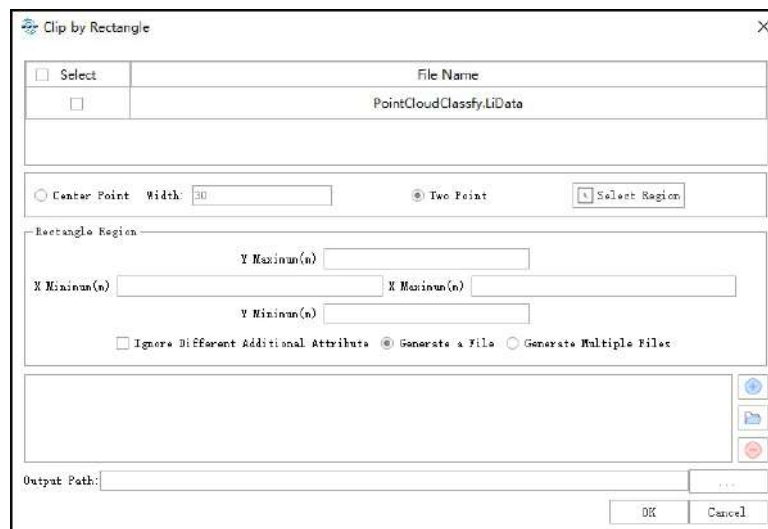 Clip by Rectangle
Select File Name
PointCloudClassfy.LiData
Center Point Width: 30 Two Point Select Region
Rectangle Region
Y Maximum(m)
X Minimum(m) X Maximum(m)
Y Minimum(m)
Ignore Different Additional Attribute Generate a File Generate Multiple Files
Output Path: ...
OK Cancel